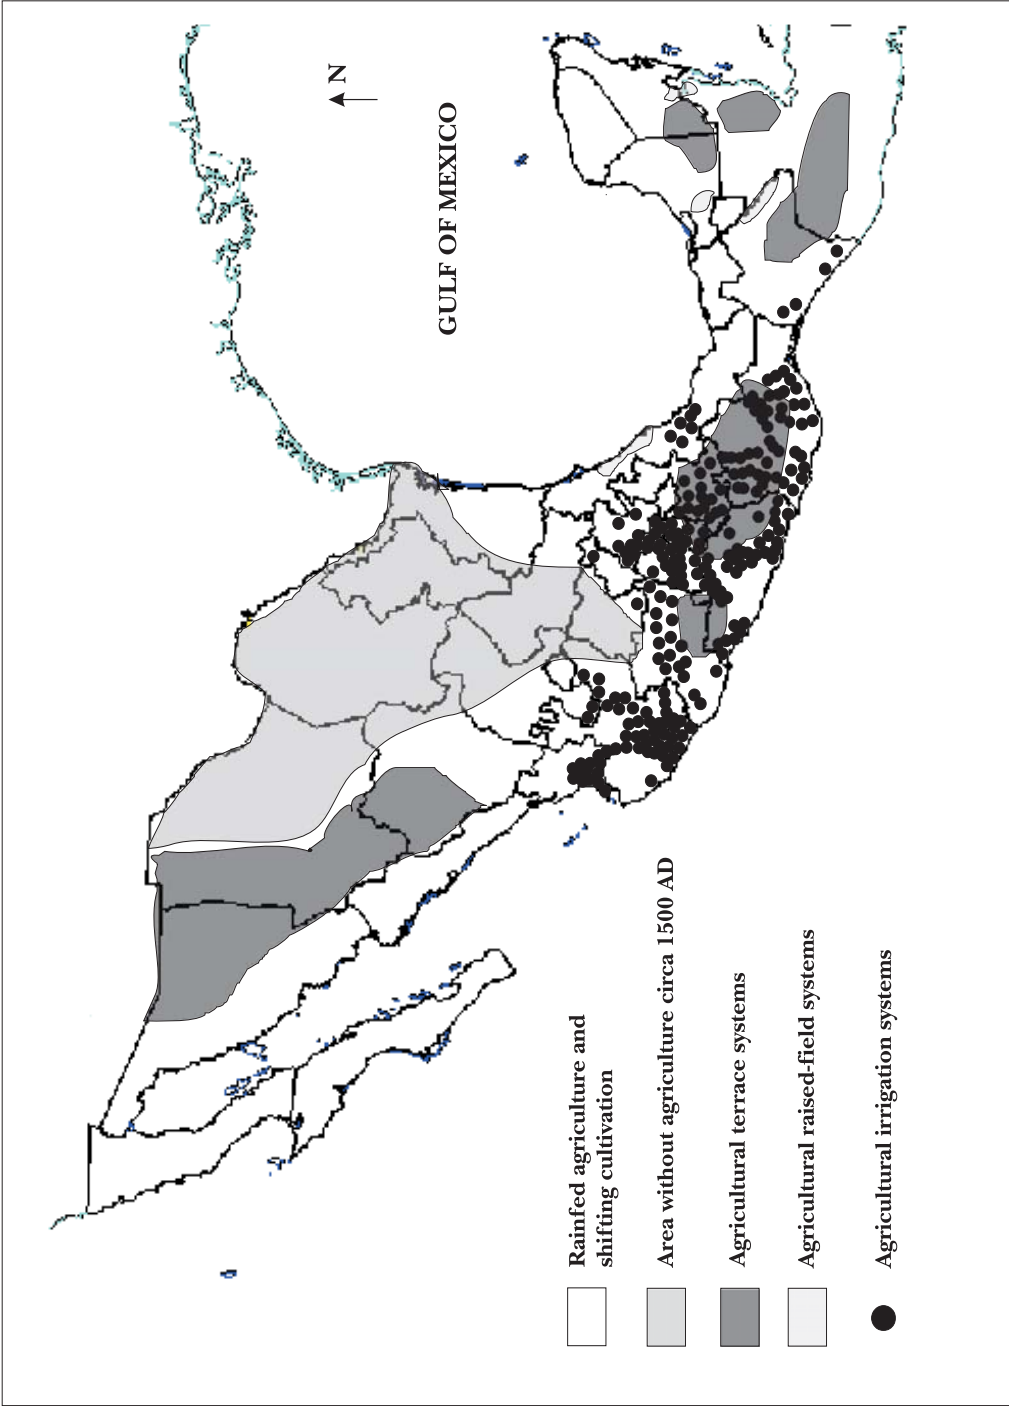 N
GULF OF MEXICO
Rainfed agriculture and
shifting cultivation
Area without agriculture circa 1500 AD
Agricultural terrace systems
Agricultural raised-field systems
Agricultural irrigation systems